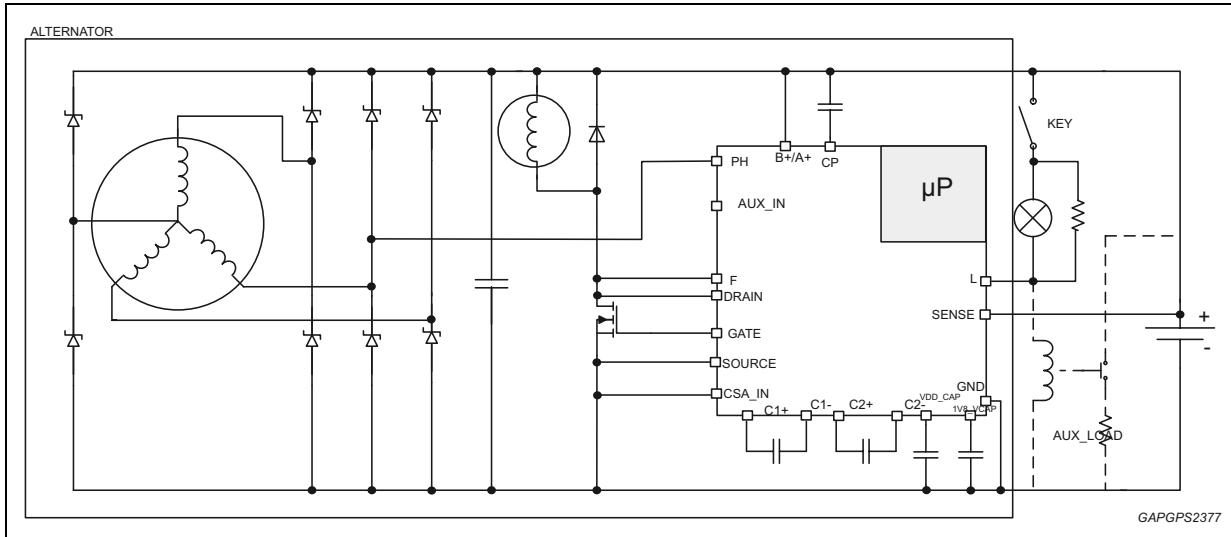 ALTERNATOR
KEY
B+/A+
CP
PH
µP
AUX_IN
F
L
DRAIN
SENSE
+
GATE
-
SOURCE
GND
CSA_IN
C1+
C1-
C2+
C2-
VDD_CAP
1V8_VCAP
AUX_LOAD
GAPGPS2377